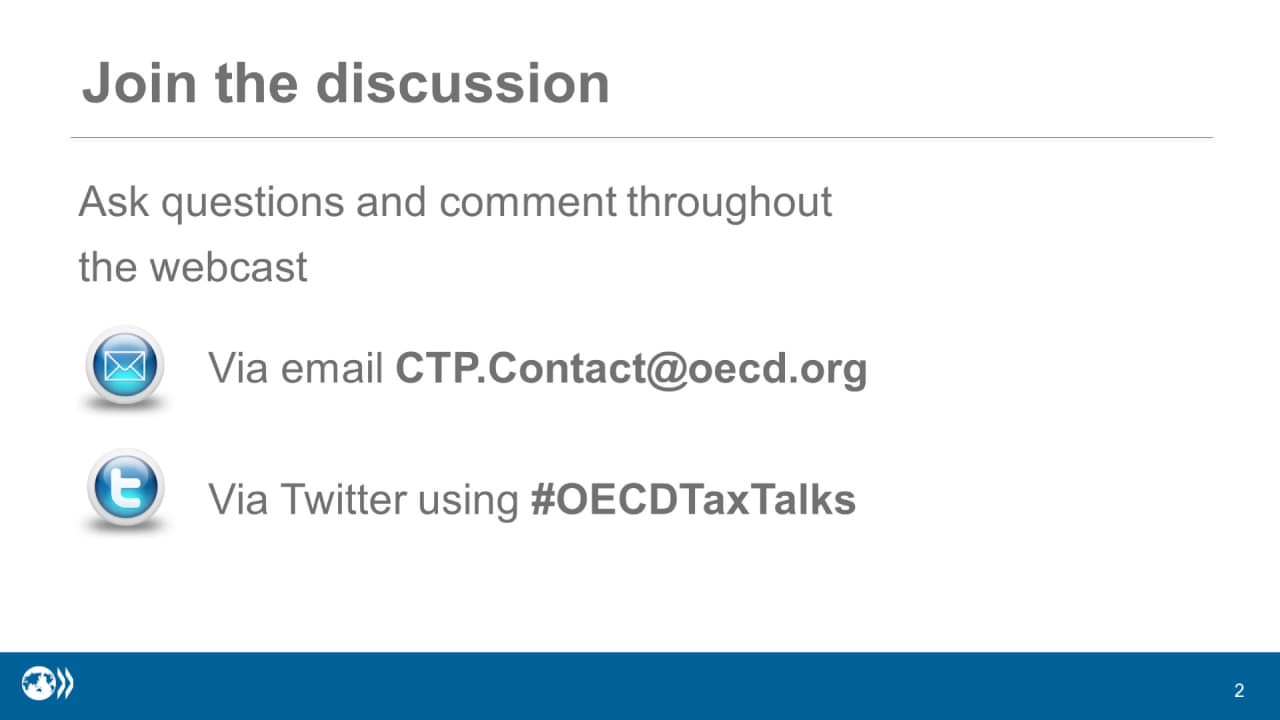 Join the discussion
Ask questions and comment throughout
the webcast
Via email CTP.Contact@oecd.org
Via Twitter using #OECDTaxTalks
2